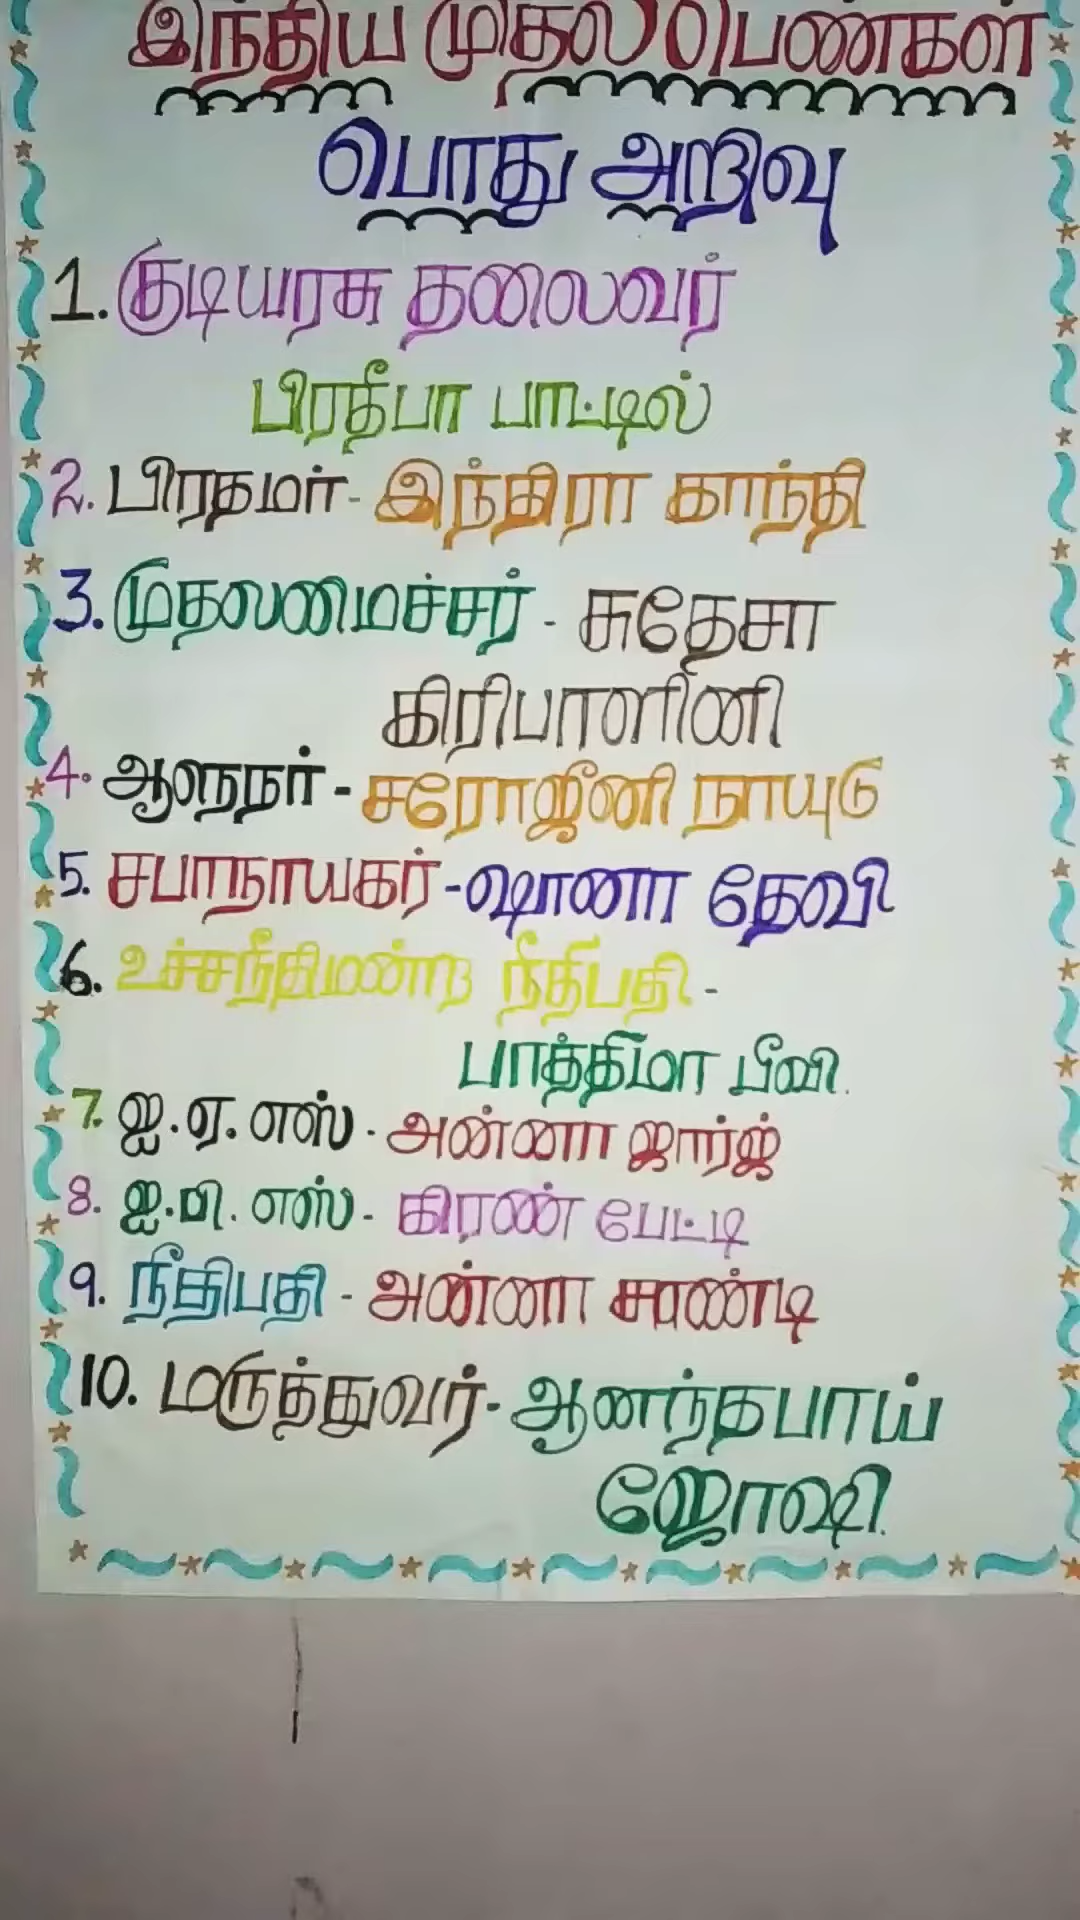 இந்திய முதல் பெண்கள்
பொது அறிவு
1. குடியரசு தலைவர்
பிரதீபா பாட்டில்
2. பிரதமர் - இந்திரா காந்தி
3. முதலமைச்சர் - சுதேசா
கிரிபாளினி
4. ஆளுநர் - சரோஜினி நாயுடு
5. சபாநாயகர் - ஷானா தேவி
6. உச்சநீதிமன்ற நீதிபதி -
பாத்திமா பீவி.
7. ஐ.ஏ.எஸ் - அன்னா ஜார்ஜ்
8. ஐ.பி.எஸ் - கிரண் பேட்டி
9. நீதிபதி - அன்னா சாண்டி
10. மருத்துவர் - ஆனந்தபாய்
ஜோஷி.